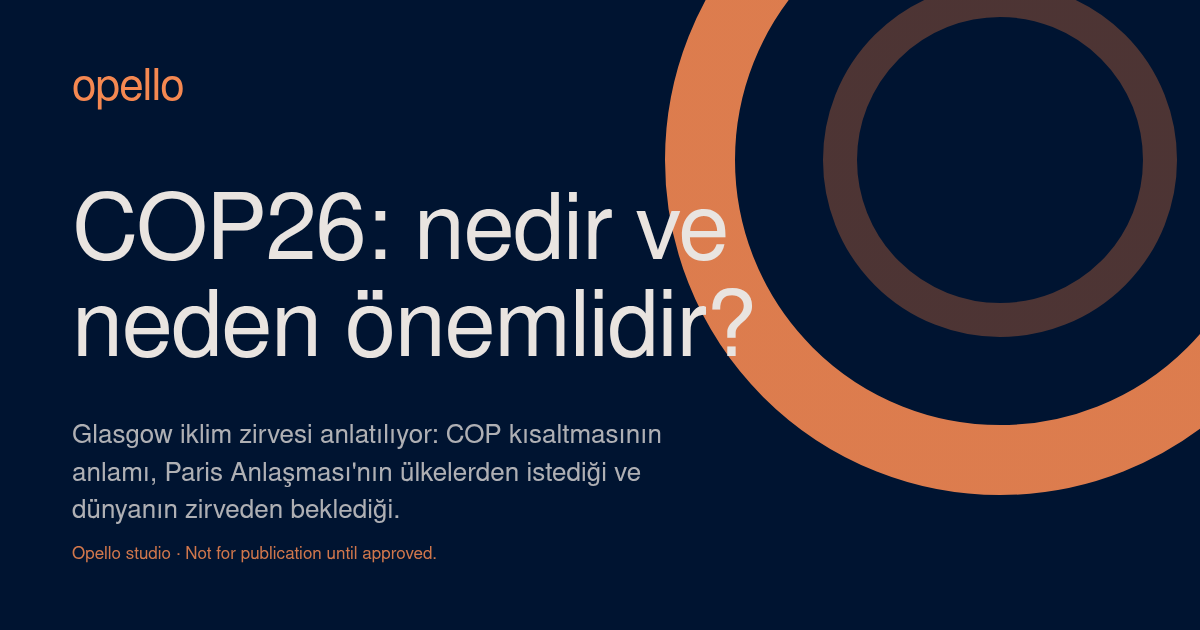 opello
COP26: nedir ve
neden önemlidir?
Glasgow iklim zirvesi anlatılıyor: COP kısaltmasının
anlamı, Paris Anlaşması'nın ülkelerden istediği ve
dünyanın zirveden beklediği.
Opello studio · Not for publication until approved.